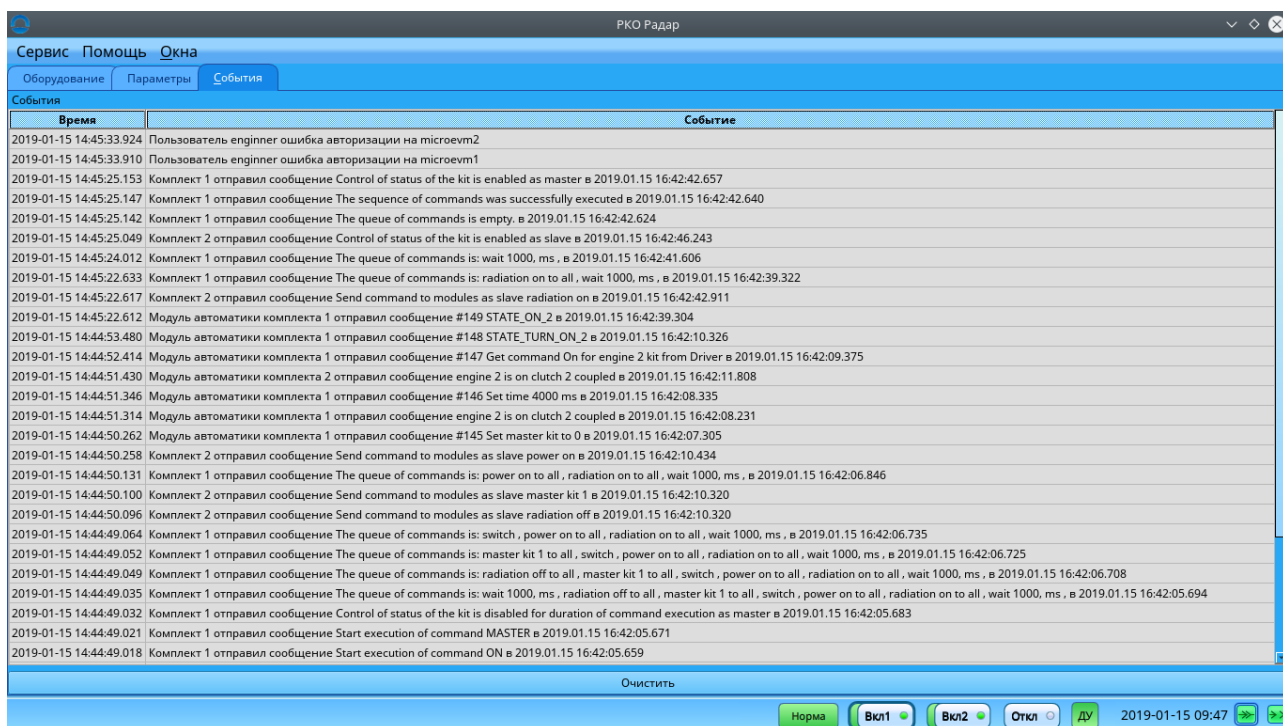 РКО Радар
Сервис Помощь Окна
Оборудование Параметры События
События
Время Событие
2019-01-15 14:45:33.924 Пользователь enginner ошибка авторизации на microevm2
2019-01-15 14:45:33.910 Пользователь enginner ошибка авторизации на microevm1
2019-01-15 14:45:25.153 Комплект 1 отправил сообщение Control of status of the kit is enabled as master в 2019.01.15 16:42:42.657
2019-01-15 14:45:25.147 Комплект 1 отправил сообщение The sequence of commands was successfully executed в 2019.01.15 16:42:42.640
2019-01-15 14:45:25.142 Комплект 1 отправил сообщение The queue of commands is empty. в 2019.01.15 16:42:42.624
2019-01-15 14:45:25.049 Комплект 2 отправил сообщение Control of status of the kit is enabled as slave в 2019.01.15 16:42:46.243
2019-01-15 14:45:24.012 Комплект 1 отправил сообщение The queue of commands is: wait 1000, ms , в 2019.01.15 16:42:41.606
2019-01-15 14:45:22.633 Комплект 1 отправил сообщение The queue of commands is: radiation on to all , wait 1000, ms , в 2019.01.15 16:42:39.322
2019-01-15 14:45:22.617 Комплект 2 отправил сообщение Send command to modules as slave radiation on в 2019.01.15 16:42:42.911
2019-01-15 14:45:22.612 Модуль автоматики комплекта 1 отправил сообщение #149 STATE_ON_2 в 2019.01.15 16:42:39.304
2019-01-15 14:44:53.480 Модуль автоматики комплекта 1 отправил сообщение #148 STATE_TURN_ON_2 в 2019.01.15 16:42:10.326
2019-01-15 14:44:52.414 Модуль автоматики комплекта 1 отправил сообщение #147 Get command On for engine 2 kit from Driver в 2019.01.15 16:42:09.375
2019-01-15 14:44:51.430 Модуль автоматики комплекта 2 отправил сообщение engine 2 is on clutch 2 coupled в 2019.01.15 16:42:11.808
2019-01-15 14:44:51.346 Модуль автоматики комплекта 1 отправил сообщение #146 Set time 4000 ms в 2019.01.15 16:42:08.335
2019-01-15 14:44:51.314 Модуль автоматики комплекта 1 отправил сообщение engine 2 is on clutch 2 coupled в 2019.01.15 16:42:08.231
2019-01-15 14:44:50.262 Модуль автоматики комплекта 1 отправил сообщение #145 Set master kit to 0 в 2019.01.15 16:42:07.305
2019-01-15 14:44:50.258 Комплект 2 отправил сообщение Send command to modules as slave power on в 2019.01.15 16:42:10.434
2019-01-15 14:44:50.131 Комплект 1 отправил сообщение The queue of commands is: power on to all , radiation on to all , wait 1000, ms , в 2019.01.15 16:42:06.846
2019-01-15 14:44:50.100 Комплект 2 отправил сообщение Send command to modules as slave master kit 1 в 2019.01.15 16:42:10.320
2019-01-15 14:44:50.096 Комплект 2 отправил сообщение Send command to modules as slave radiation off в 2019.01.15 16:42:10.320
2019-01-15 14:44:49.064 Комплект 1 отправил сообщение The queue of commands is: switch , power on to all , radiation on to all , wait 1000, ms , в 2019.01.15 16:42:06.735
2019-01-15 14:44:49.052 Комплект 1 отправил сообщение The queue of commands is: master kit 1 to all , switch , power on to all , radiation on to all , wait 1000, ms , в 2019.01.15 16:42:06.725
2019-01-15 14:44:49.049 Комплект 1 отправил сообщение The queue of commands is: radiation off to all , master kit 1 to all , switch , power on to all , radiation on to all , wait 1000, ms , в 2019.01.15 16:42:06.708
2019-01-15 14:44:49.035 Комплект 1 отправил сообщение The queue of commands is: wait 1000, ms , radiation off to all , master kit 1 to all , switch , power on to all , radiation on to all , wait 1000, ms , в 2019.01.15 16:42:05.694
2019-01-15 14:44:49.032 Комплект 1 отправил сообщение Control of status of the kit is disabled for duration of command execution as master в 2019.01.15 16:42:05.683
2019-01-15 14:44:49.021 Комплект 1 отправил сообщение Start execution of command MASTER в 2019.01.15 16:42:05.671
2019-01-15 14:44:49.018 Комплект 1 отправил сообщение Start execution of command ON в 2019.01.15 16:42:05.659
Очистить
Норма Вкл1 Вкл2 Откл ДУ 2019-01-15 09:47